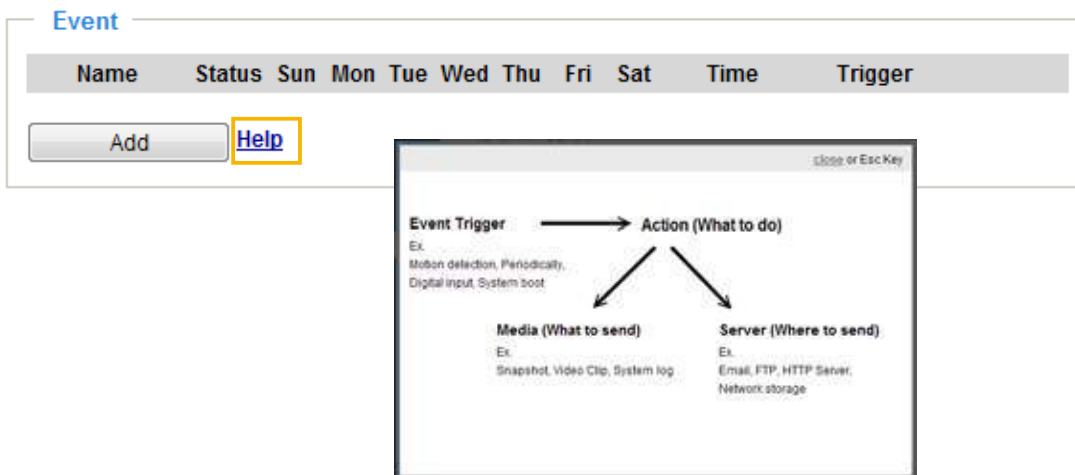 Event
Name Status Sun Mon Tue Wed Thu Fri Sat Time Trigger
Add Help
close or Esc Key
Event Trigger Action (What to do)
Ex.
Motion detection, Periodically,
Digital input, System boot
Media (What to send) Server (Where to send)
Ex. Ex.
Snapshot, Video Clip, System log Email, FTP, HTTP Server,
Network storage